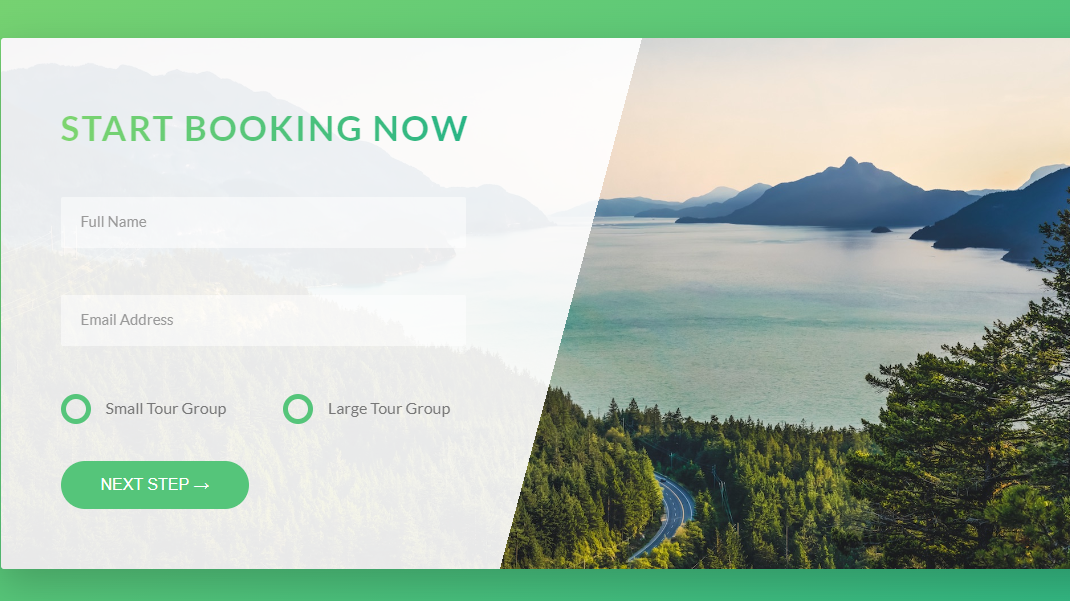 START BOOKING NOW
Full Name
Email Address
Small Tour Group
Large Tour Group
NEXT STEP →